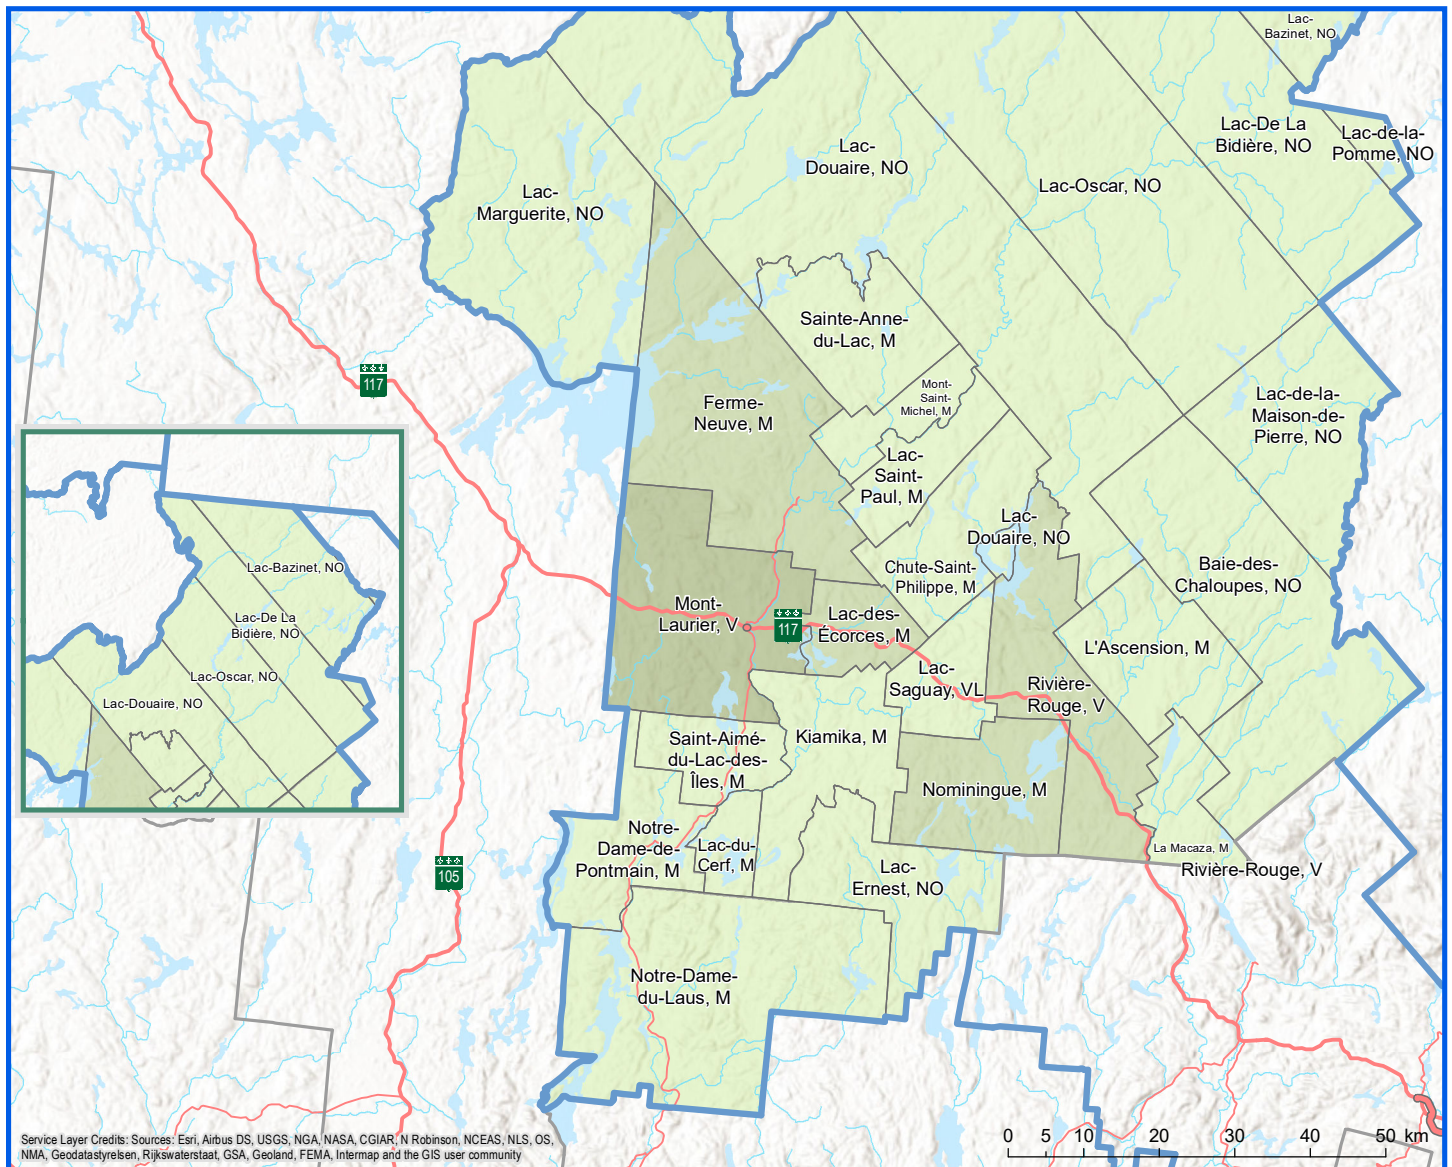 Lac-
Bazinet, NO
Lac-De La
Bidière, NO
Lac-de-la-
Pomme, NO
Lac-
Douaire, NO
Lac-Oscar, NO
Lac-
Marguerite, NO
Sainte-Anne-
du-Lac, M
117
Mont-
Saint-
Michel, M
Ferme-
Neuve, M
Lac-de-la-
Maison-de-
Pierre, NO
Lac-
Saint-
Paul, M
Lac-
Douaire, NO
Chute-Saint-
Philippe, M
Baie-des-
Chaloupes, NO
Lac-Bazinet, NO
Lac-De La
Bidière, NO
Lac-Oscar, NO
Lac-Douaire, NO
Mont-
Laurier, V
117
Lac-des-
Écorces, M
L'Ascension, M
Lac-
Saguay, VL
Rivière-
Rouge, V
Saint-Aimé-
du-Lac-des-
Îles, M
Kiamika, M
Nominingue, M
Notre-
Dame-de-
Pontmain, M
Lac-du-
Cerf, M
La Macaza, M
Rivière-Rouge, V
105
Lac-
Ernest, NO
Notre-Dame-
du-Laus, M
0 5 10 20 30 40 50 km
Service Layer Credits: Sources: Esri, Airbus DS, USGS, NGA, NASA, CGIAR, N Robinson, NCEAS, NLS, OS,
NMA, Geodatastyrelsen, Rijkswaterstaat, GSA, Geoland, FEMA, Intermap and the GIS user community